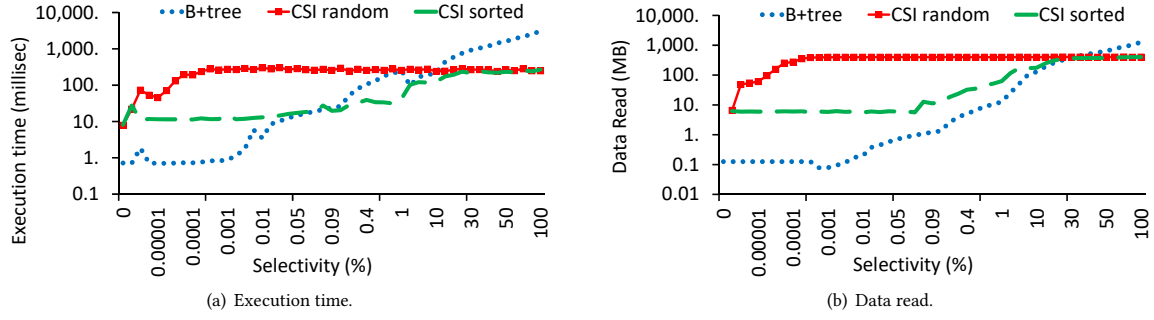 B+tree CSI random CSI sorted
Execution time (millisec)
10,000.
1,000.
100.
10.
1.
0.1
0 0.00001 0.0001 0.001 0.01 0.05 0.09 0.4 1 10 30 50 100
Selectivity (%)
(a) Execution time.
B+tree CSI random CSI sorted
Data Read (MB)
10,000.
1,000.
100.
10.
1.
0.1
0.01
0 0.00001 0.0001 0.001 0.01 0.05 0.09 0.4 1 10 30 50 100
Selectivity (%)
(b) Data read.